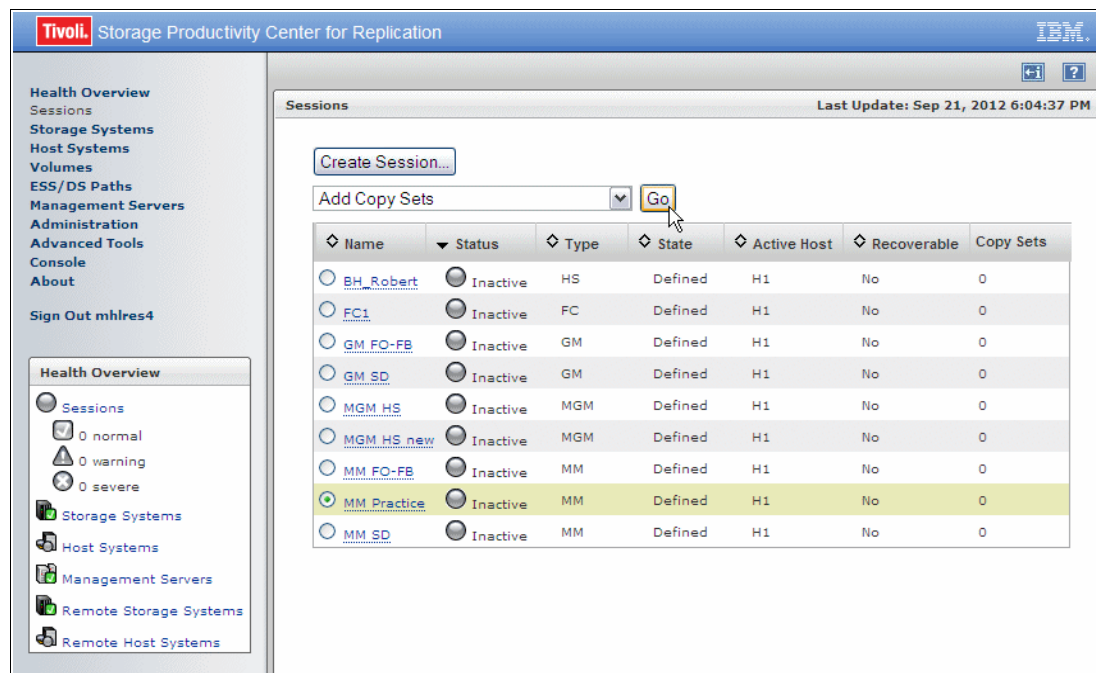 Tivoli. Storage Productivity Center for Replication
IBM.
Health Overview
Sessions
Storage Systems
Host Systems
Volumes
ESS/DS Paths
Management Servers
Administration
Advanced Tools
Console
About
Sign Out mhlres4
Health Overview
Sessions
0 normal
0 warning
0 severe
Storage Systems
Host Systems
Management Servers
Remote Storage Systems
Remote Host Systems
i ?
Sessions Last Update: Sep 21, 2012 6:04:37 PM
Create Session...
Add Copy Sets Go
Name Status Type State Active Host Recoverable Copy Sets
BH_Robert Inactive HS Defined H1 No 0
FC1 Inactive FC Defined H1 No 0
GM FO-FB Inactive GM Defined H1 No 0
GM SD Inactive GM Defined H1 No 0
MGM HS Inactive MGM Defined H1 No 0
MGM HS new Inactive MGM Defined H1 No 0
MM FO-FB Inactive MM Defined H1 No 0
MM Practice Inactive MM Defined H1 No 0
MM SD Inactive MM Defined H1 No 0